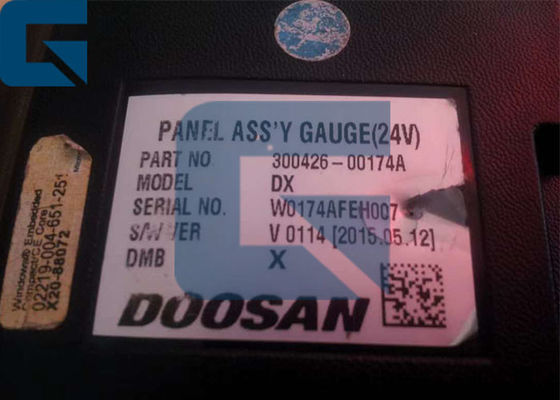 PANEL ASS'Y GAUGE(24V)
PART NO 300426-00174A
MODEL DX
SERIAL NO. W0174AFEH007
S/W VER V 0114 [2015.05.12]
DMB X
DOOSAN
Windows® Embedded
02219-004-651-251
X20-88072